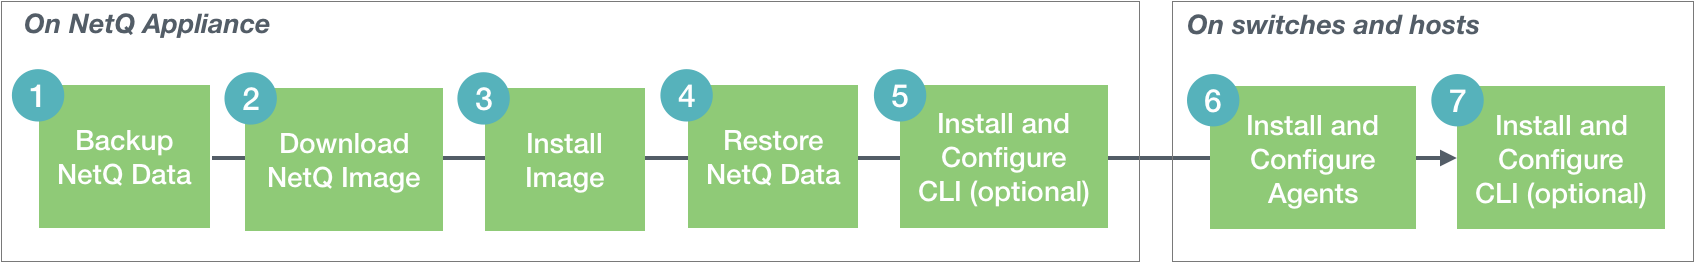 On NetQ Appliance
1
Backup
NetQ Data
2
Download
NetQ Image
3
Install
Image
4
Restore
NetQ Data
5
Install and
Configure
CLI (optional)
On switches and hosts
6
Install and
Configure
Agents
7
Install and
Configure
CLI (optional)